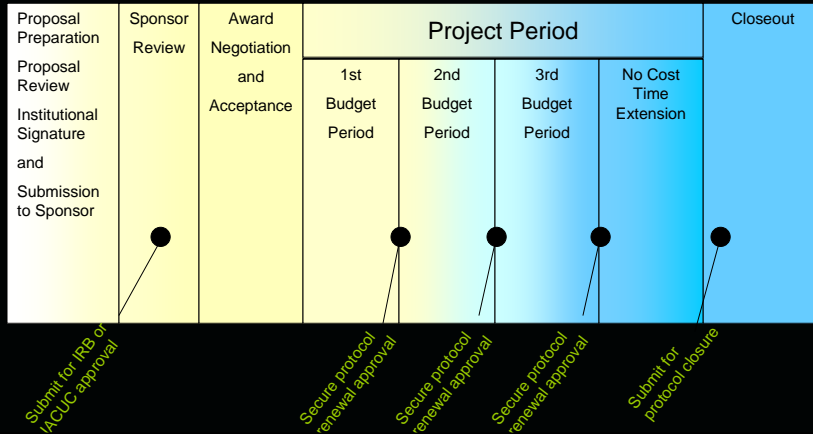 Proposal
Preparation
Proposal
Review
Institutional
Signature
and
Submission
to Sponsor
Sponsor
Review
Award
Negotiation
and
Acceptance
Project Period
1st
Budget
Period
2nd
Budget
Period
3rd
Budget
Period
No Cost
Time
Extension
Closeout
Submit for IRB or
IACUC approval
Secure protocol
renewal approval
Secure protocol
renewal approval
Secure protocol
renewal approval
Submit for
protocol closure